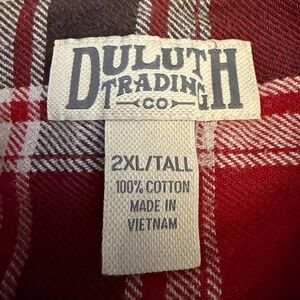 DULUTH
TRADING
CO
2XL/TALL
100% COTTON
MADE IN
VIETNAM